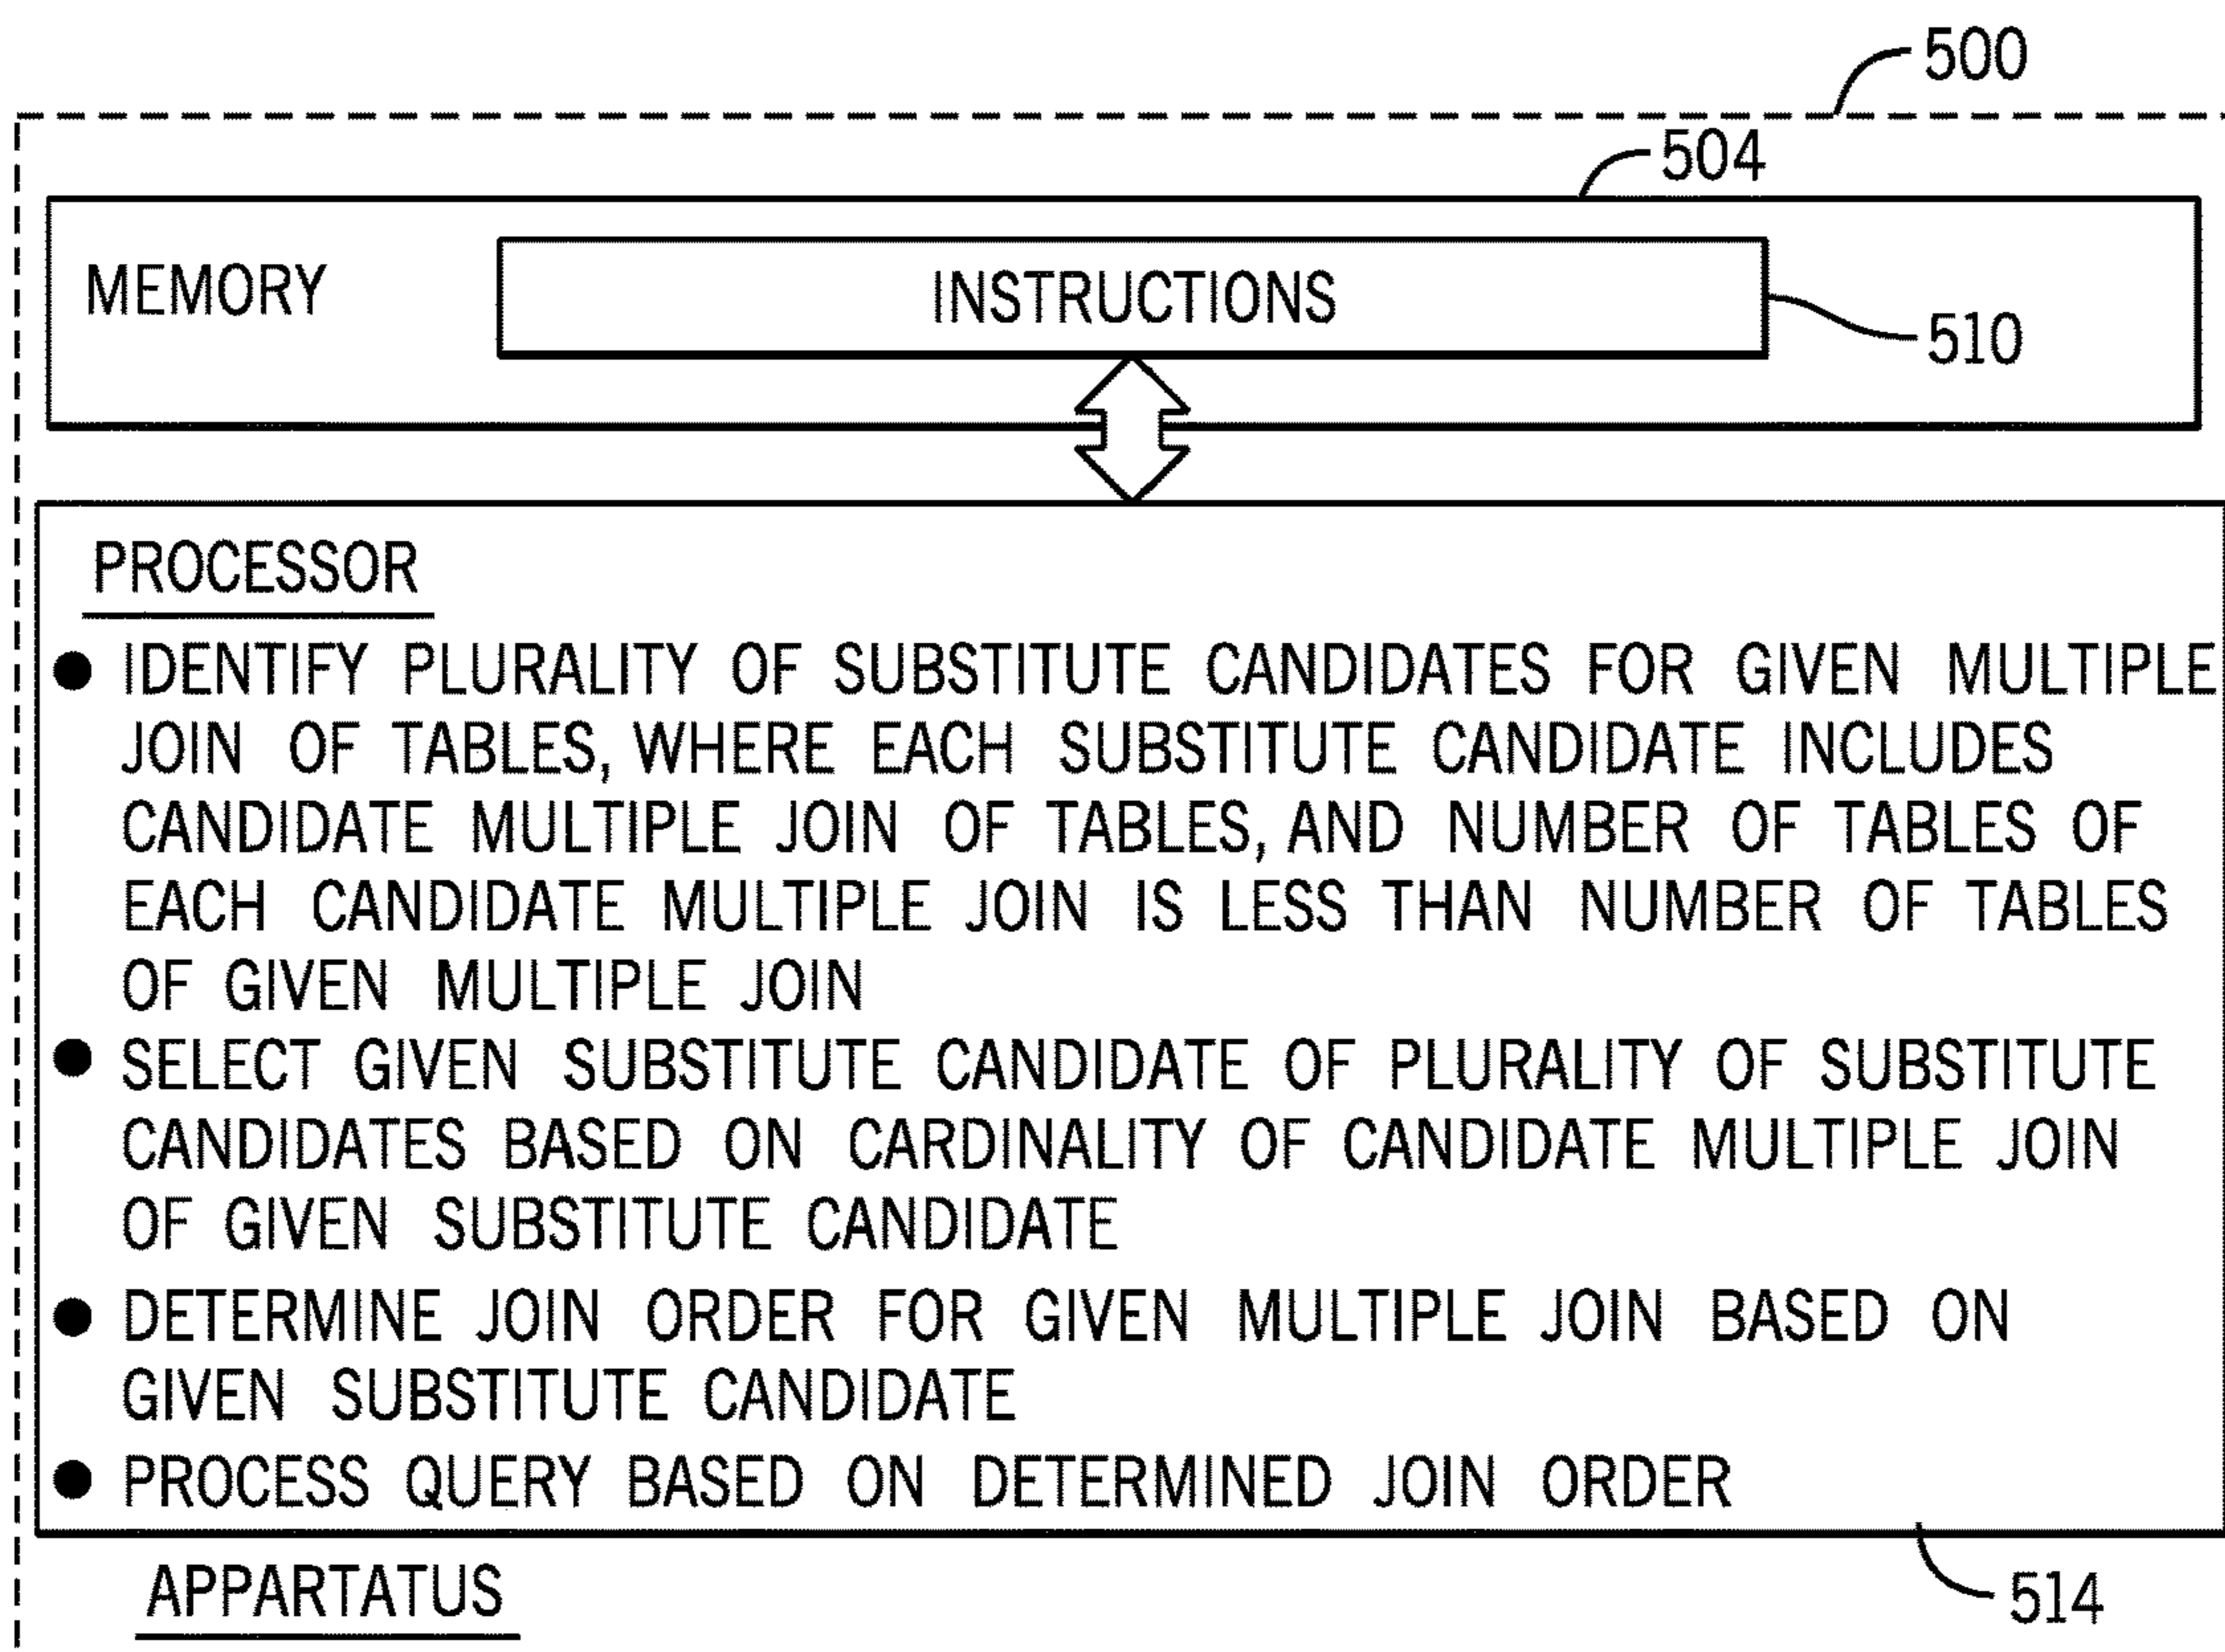 500
504
MEMORY
INSTRUCTIONS
510
PROCESSOR
● IDENTIFY PLURALITY OF SUBSTITUTE CANDIDATES FOR GIVEN MULTIPLE
JOIN OF TABLES, WHERE EACH SUBSTITUTE CANDIDATE INCLUDES
CANDIDATE MULTIPLE JOIN OF TABLES, AND NUMBER OF TABLES OF
EACH CANDIDATE MULTIPLE JOIN IS LESS THAN NUMBER OF TABLES
OF GIVEN MULTIPLE JOIN
● SELECT GIVEN SUBSTITUTE CANDIDATE OF PLURALITY OF SUBSTITUTE
CANDIDATES BASED ON CARDINALITY OF CANDIDATE MULTIPLE JOIN
OF GIVEN SUBSTITUTE CANDIDATE
● DETERMINE JOIN ORDER FOR GIVEN MULTIPLE JOIN BASED ON
GIVEN SUBSTITUTE CANDIDATE
● PROCESS QUERY BASED ON DETERMINED JOIN ORDER
APPARTATUS
514